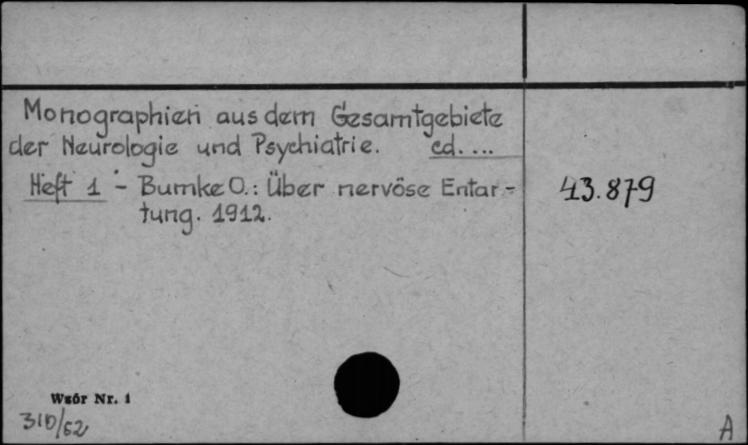 Monographien aus dem Gesamtgebiete
der Neurologie und Psychiatrie. ed. ...
Heft 1 - Bumke O.: Über nervöse Entar- 43.879
tung. 1912.
Wzór Nr. 1
310/62
A